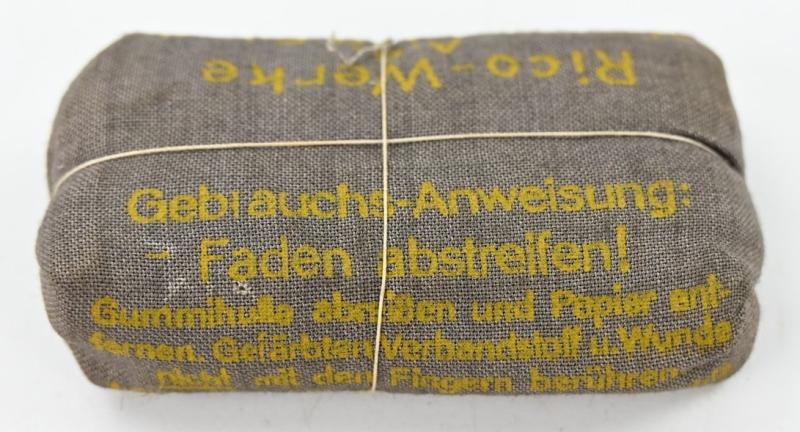 Rico-Werke
Gebrauchs-Anweisung:
Faden abstreifen!
Gummihülle abreißen und Papier ent-
fernen. Gefärbten Verbandstoff u. Wunde
nicht mit den Fingern berühren